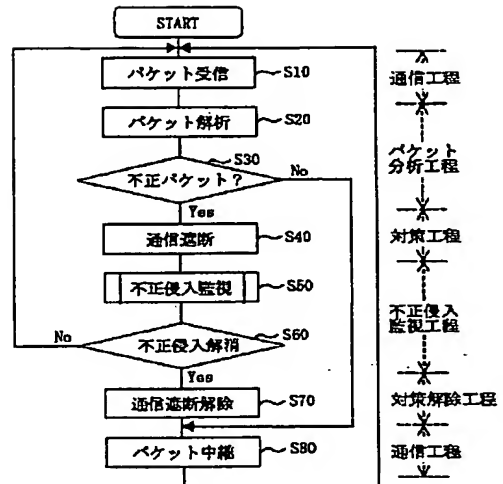 START
パケット受信
S10
通信工程
パケット解析
S20
パケット
分析工程
不正パケット?
S30
No
Yes
通信遮断
S40
対策工程
不正侵入監視
S50
不正侵入
監視工程
不正侵入解消
S60
No
Yes
通信遮断解除
S70
対策解除工程
パケット中継
S80
通信工程